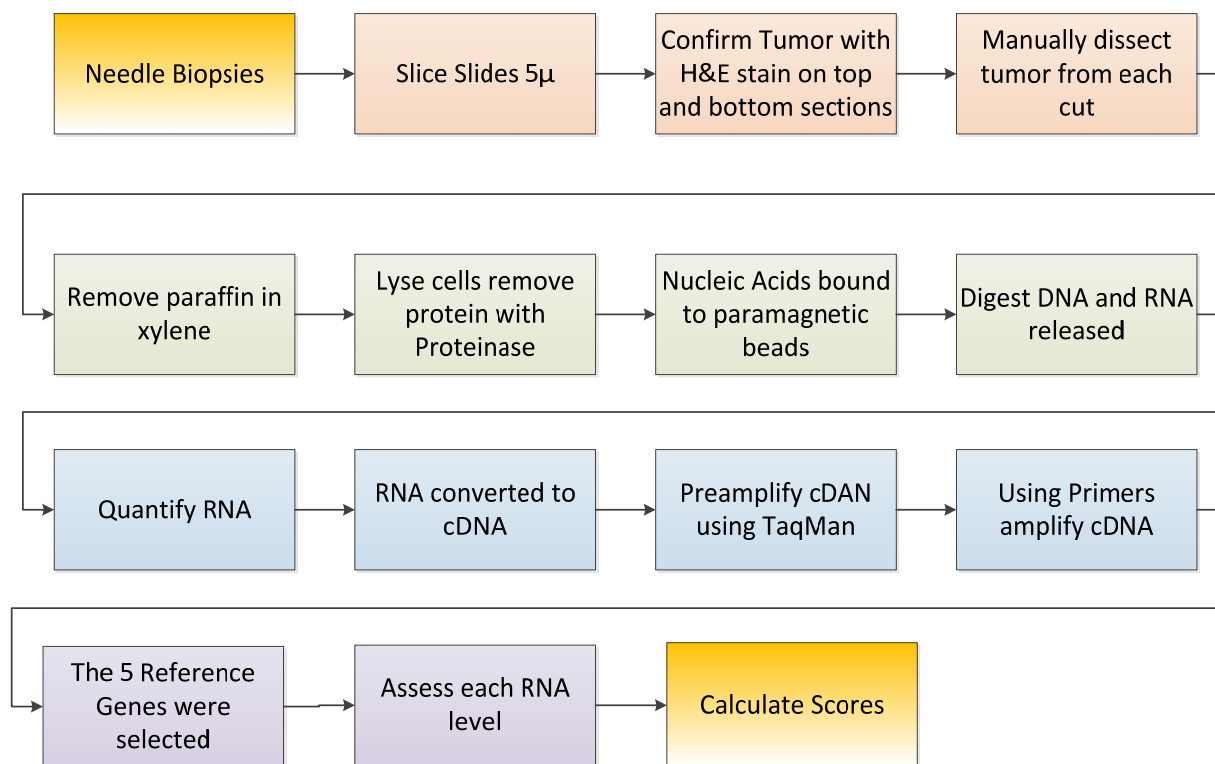 Needle Biopsies
Slice Slides 5μ
Confirm Tumor with
H&E stain on top
and bottom sections
Manually dissect
tumor from each
cut
Remove paraffin in
xylene
Lyse cells remove
protein with
Proteinase
Nucleic Acids bound
to paramagnetic
beads
Digest DNA and RNA
released
Quantify RNA
RNA converted to
cDNA
Preamplify cDAN
using TaqMan
Using Primers
amplify cDNA
The 5 Reference
Genes were
selected
Assess each RNA
level
Calculate Scores